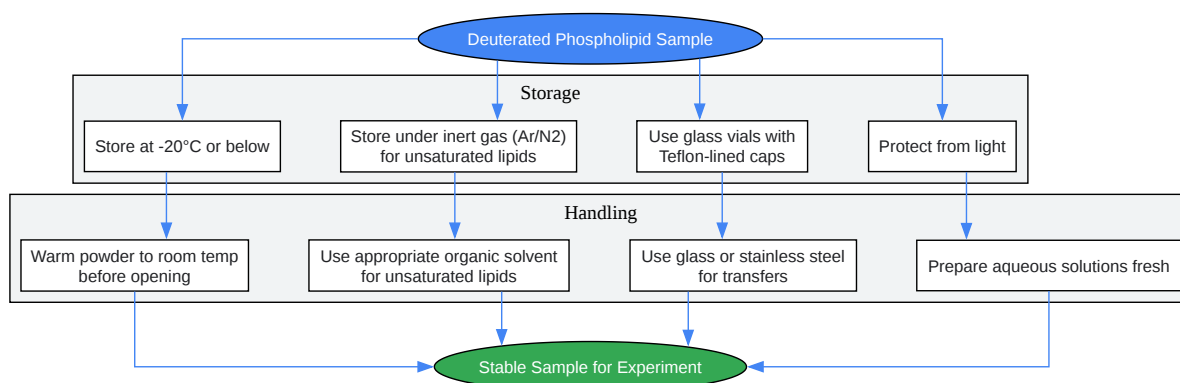 Deuterated Phospholipid Sample
Storage
Store at -20°C or below
Store under inert gas (Ar/N2)
for unsaturated lipids
Use glass vials with
Teflon-lined caps
Protect from light
Handling
Warm powder to room temp
before opening
Use appropriate organic solvent
for unsaturated lipids
Use glass or stainless steel
for transfers
Prepare aqueous solutions fresh
Stable Sample for Experiment